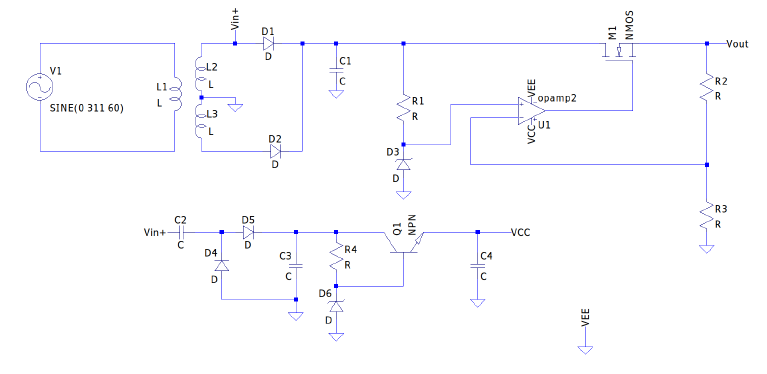 Vin+
D1
D
M1
NMOS
Vout
V1
SINE(0 311 60)
L1
L
L2
L
L3
L
C1
C
R1
R
VEE
opamp2
U1
VCC
R2
R
D2
D
D3
D
R3
R
Vin+
C2
C
D5
D
D4
D
C3
C
R4
R
D6
D
Q1
NPN
VCC
C4
C
VEE